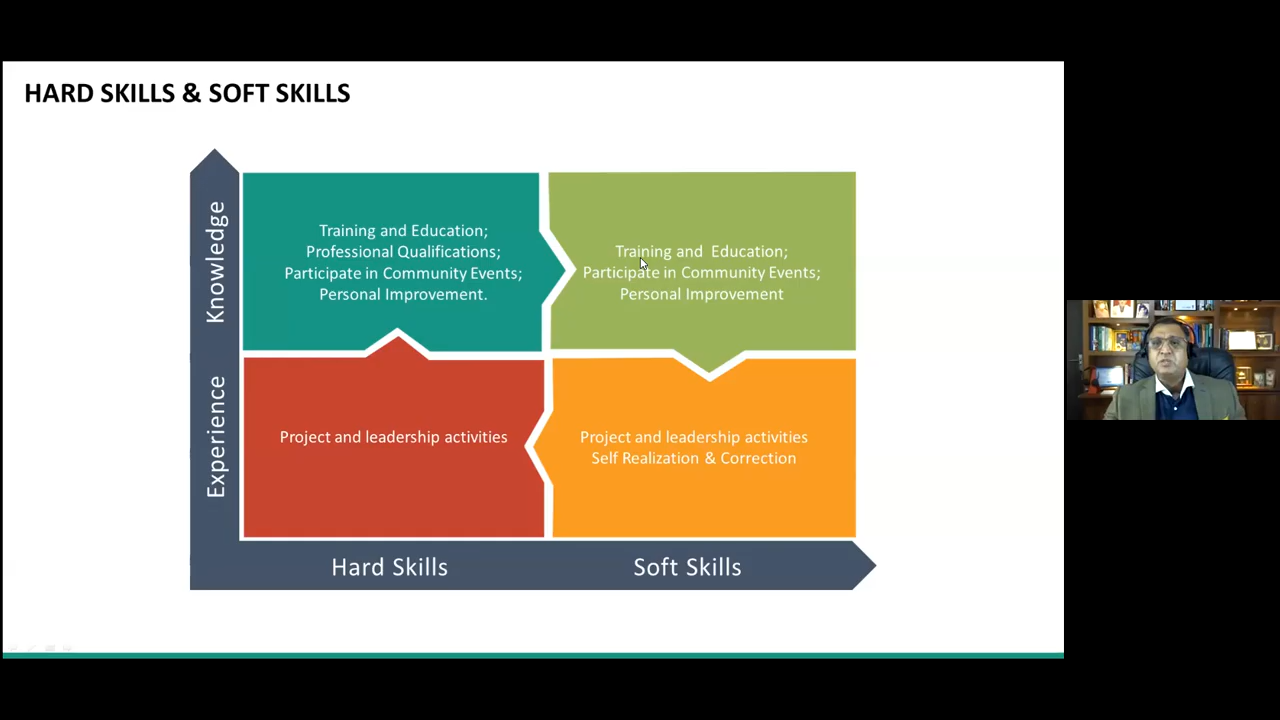 HARD SKILLS & SOFT SKILLS
Knowledge
Training and Education;
Professional Qualifications;
Participate in Community Events;
Personal Improvement.
Training and  Education;
Participate in Community Events;
Personal Improvement
Experience
Project and leadership activities
Project and leadership activities
Self Realization & Correction
Hard Skills
Soft Skills